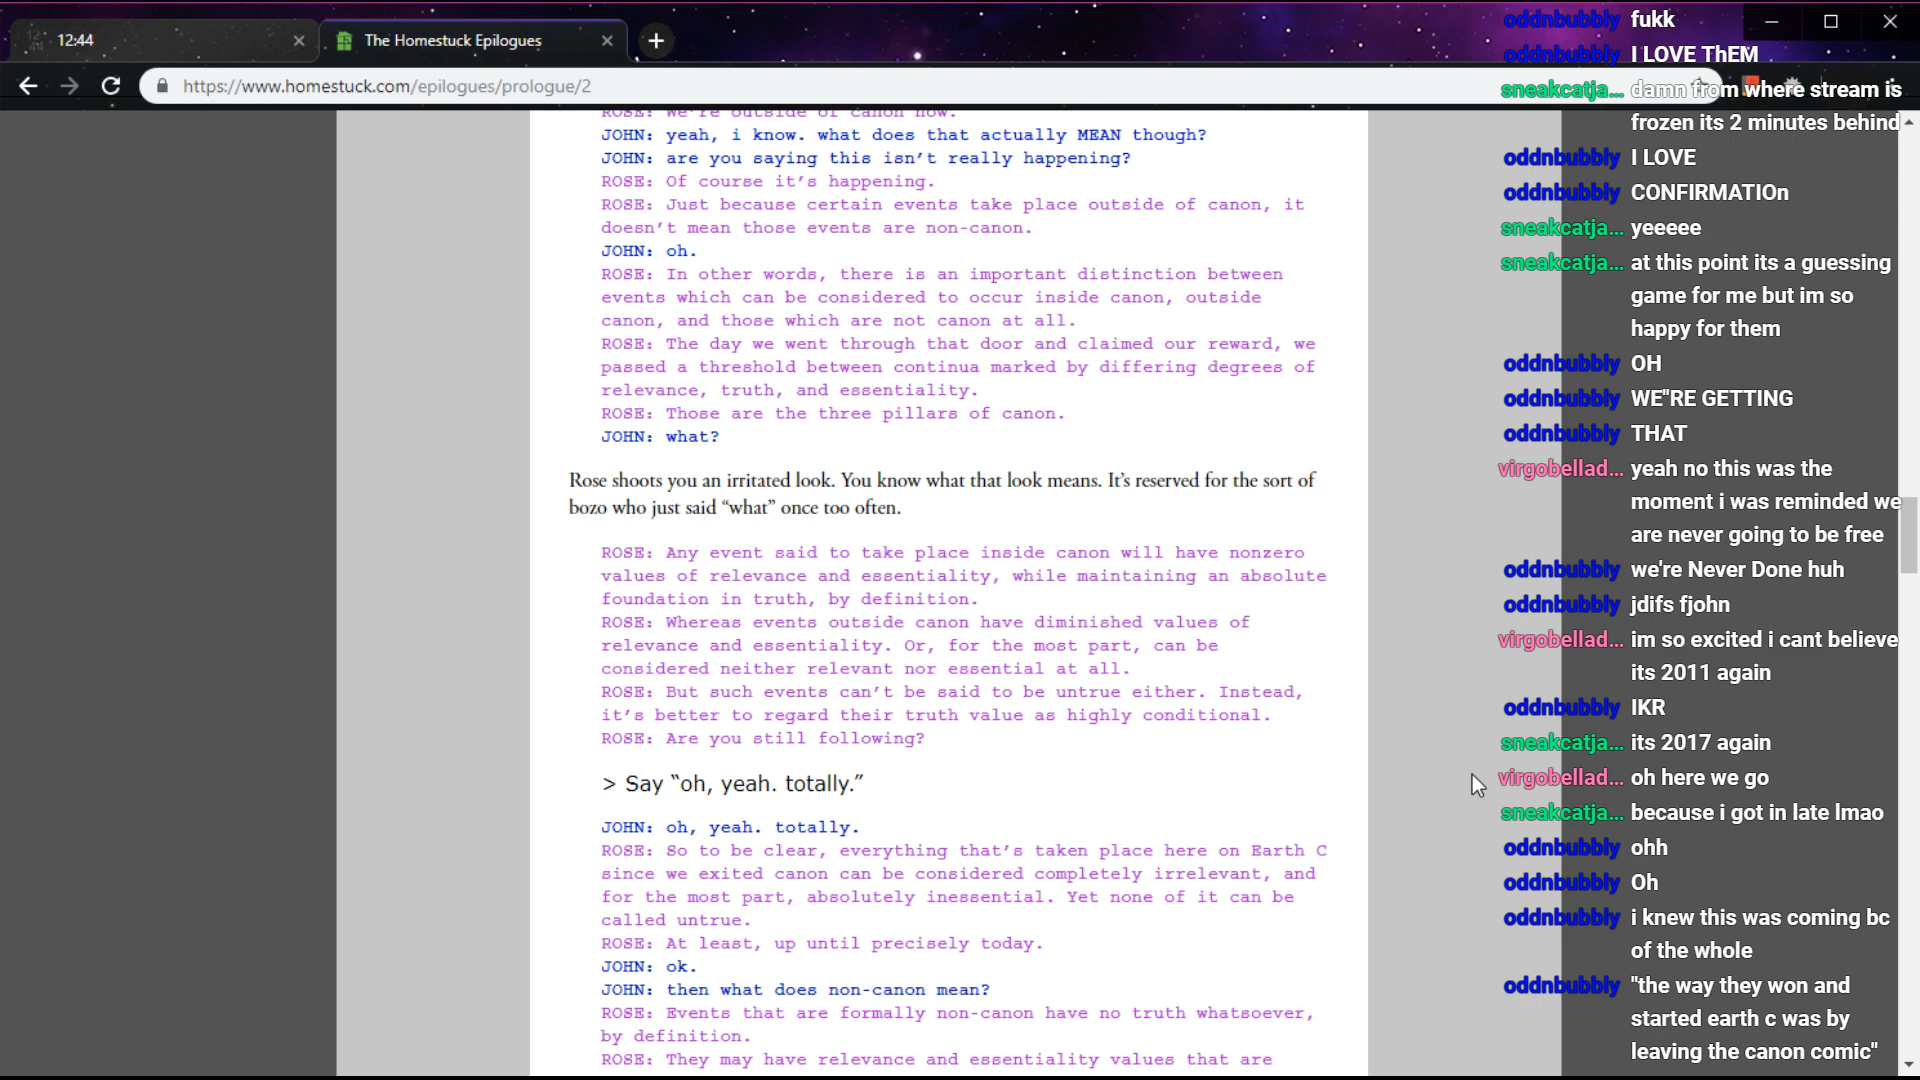 12:44
The Homestuck Epilogues
https://www.homestuck.com/epilogues/prologue/2
ROSE: We're outside of canon now.
JOHN: yeah, i know. what does that actually MEAN though?
JOHN: are you saying this isn't really happening?
ROSE: Of course it's happening.
ROSE: Just because certain events take place outside of canon, it
doesn't mean those events are non-canon.
JOHN: oh.
ROSE: In other words, there is an important distinction between
events which can be considered to occur inside canon, outside
canon, and those which are not canon at all.
ROSE: The day we went through that door and claimed our reward, we
passed a threshold between continua marked by differing degrees of
relevance, truth, and essentiality.
ROSE: Those are the three pillars of canon.
JOHN: what?
Rose shoots you an irritated look. You know what that look means. It's reserved for the sort of
bozo who just said “what” once too often.
ROSE: Any event said to take place inside canon will have nonzero
values of relevance and essentiality, while maintaining an absolute
foundation in truth, by definition.
ROSE: Whereas events outside canon have diminished values of
relevance and essentiality. Or, for the most part, can be
considered neither relevant nor essential at all.
ROSE: But such events can't be said to be untrue either. Instead,
it's better to regard their truth value as highly conditional.
ROSE: Are you still following?
> Say “oh, yeah. totally.”
JOHN: oh, yeah. totally.
ROSE: So to be clear, everything that's taken place here on Earth C
since we exited canon can be considered completely irrelevant, and
for the most part, absolutely inessential. Yet none of it can be
called untrue.
ROSE: At least, up until precisely today.
JOHN: ok.
JOHN: then what does non-canon mean?
ROSE: Events that are formally non-canon have no truth whatsoever,
by definition.
ROSE: They may have relevance and essentiality values that are
oddnbubbly fukk
oddnbubbly I LOVE ThEM
sneakcatja... damn from where stream is
frozen its 2 minutes behind
oddnbubbly I LOVE
oddnbubbly CONFIRMATIOn
sneakcatja... yeeeee
sneakcatja... at this point its a guessing
game for me but im so
happy for them
oddnbubbly OH
oddnbubbly WE"RE GETTING
oddnbubbly THAT
virgobellad... yeah no this was the
moment i was reminded we
are never going to be free
oddnbubbly we're Never Done huh
oddnbubbly jdifs fjohn
virgobellad... im so excited i cant believe
its 2011 again
oddnbubbly IKR
sneakcatja... its 2017 again
virgobellad... oh here we go
sneakcatja... because i got in late lmao
oddnbubbly ohh
oddnbubbly Oh
oddnbubbly i knew this was coming bc
of the whole
oddnbubbly "the way they won and
started earth c was by
leaving the canon comic"